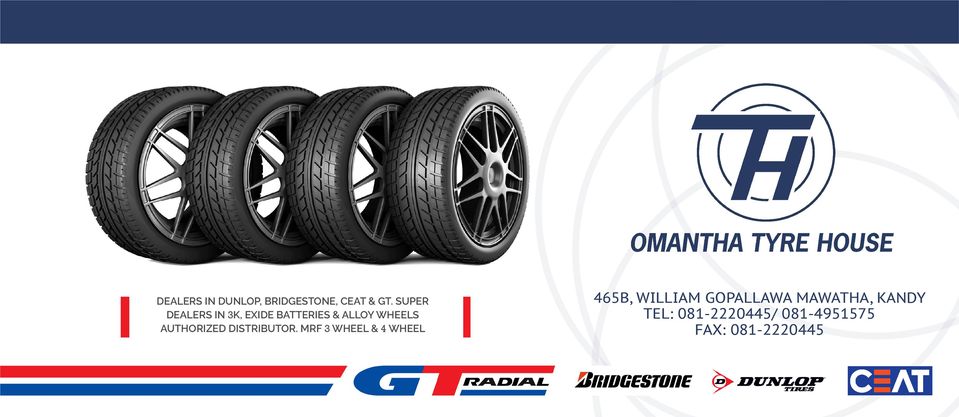 TH
OMANTHA TYRE HOUSE
DEALERS IN DUNLOP, BRIDGESTONE, CEAT & GT. SUPER
DEALERS IN 3K, EXIDE BATTERIES & ALLOY WHEELS
AUTHORIZED DISTRIBUTOR. MRF 3 WHEEL & 4 WHEEL
465B, WILLIAM GOPALLAWA MAWATHA, KANDY
TEL: 081-2220445/ 081-4951575
FAX: 081-2220445
GT RADIAL
BRIDGESTONE
DUNLOP TIRES
CEAT